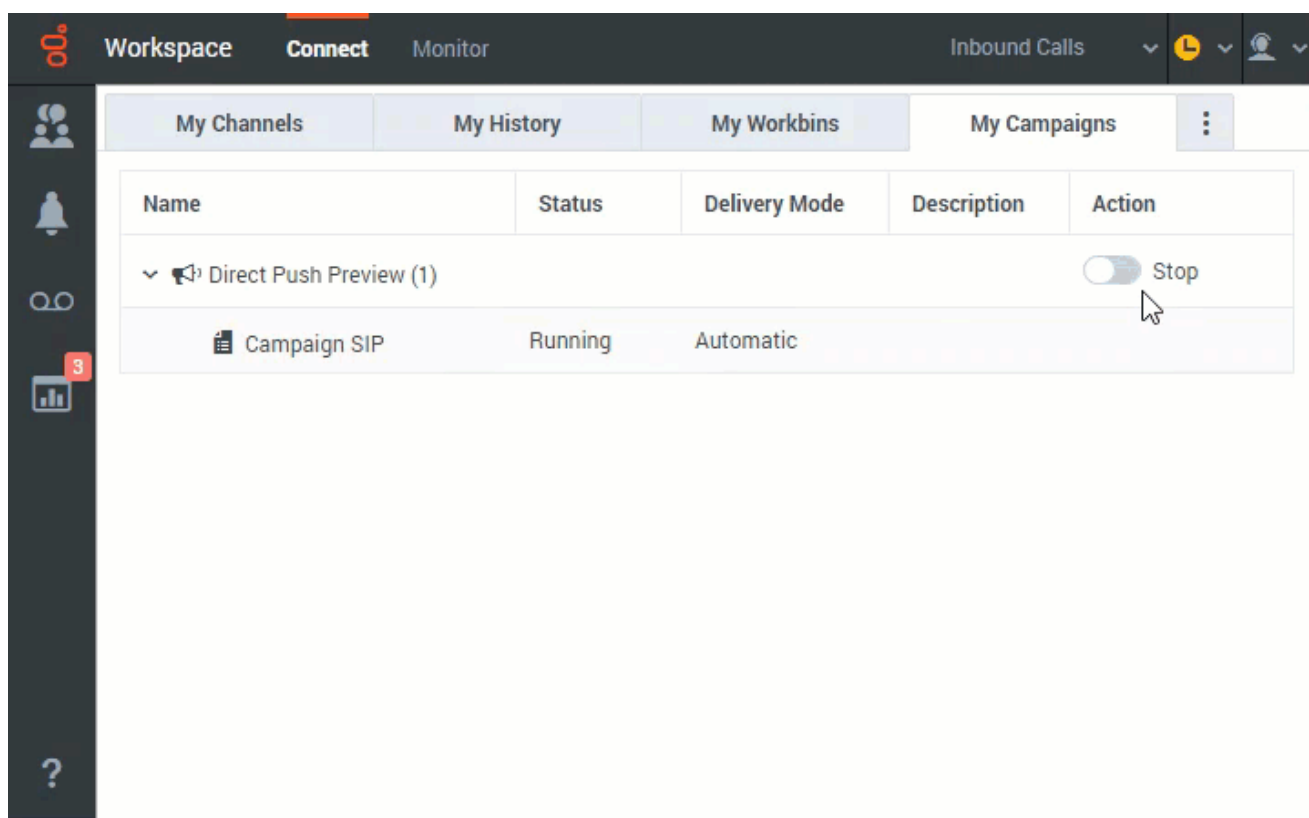 Workspace Connect Monitor Inbound Calls
My Channels My History My Workbins My Campaigns
Name Status Delivery Mode Description Action
Direct Push Preview (1) Stop
Campaign SIP Running Automatic
3
?